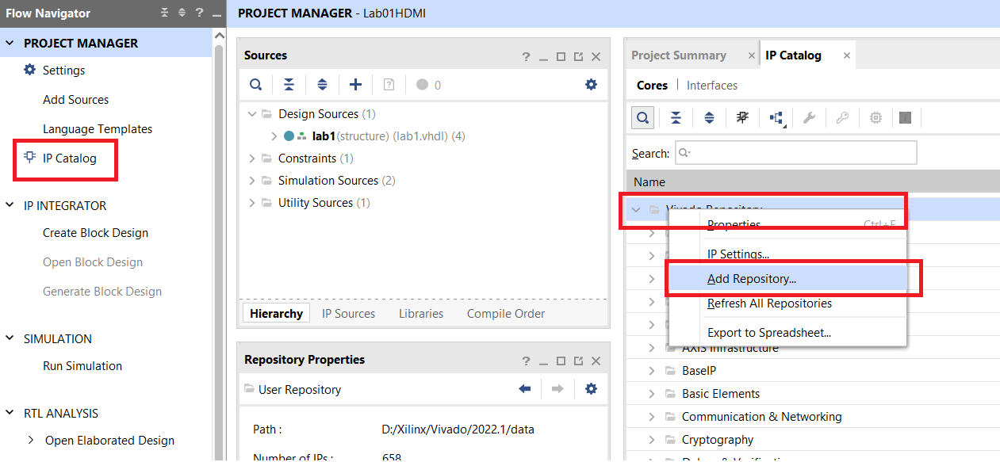 Flow Navigator
?
PROJECT MANAGER
Settings
Add Sources
Language Templates
IP Catalog
IP INTEGRATOR
Create Block Design
Open Block Design
Generate Block Design
SIMULATION
Run Simulation
RTL ANALYSIS
Open Elaborated Design
PROJECT MANAGER - Lab01HDMI
Sources
?
? 0
Design Sources (1)
lab1(structure) (lab1.vhdl) (4)
Constraints (1)
Simulation Sources (2)
Utility Sources (1)
Hierarchy IP Sources Libraries Compile Order
Repository Properties
?
User Repository
Path : D:/Xilinx/Vivado/2022.1/data
Number of IPs : 658
Project Summary IP Catalog
Cores | Interfaces
Search:
Name
Vivado Repository
Properties... Ctrl+E
IP Settings...
Add Repository...
Refresh All Repositories
Export to Spreadsheet...
AXIS Infrastructure
BaseIP
Basic Elements
Communication & Networking
Cryptography